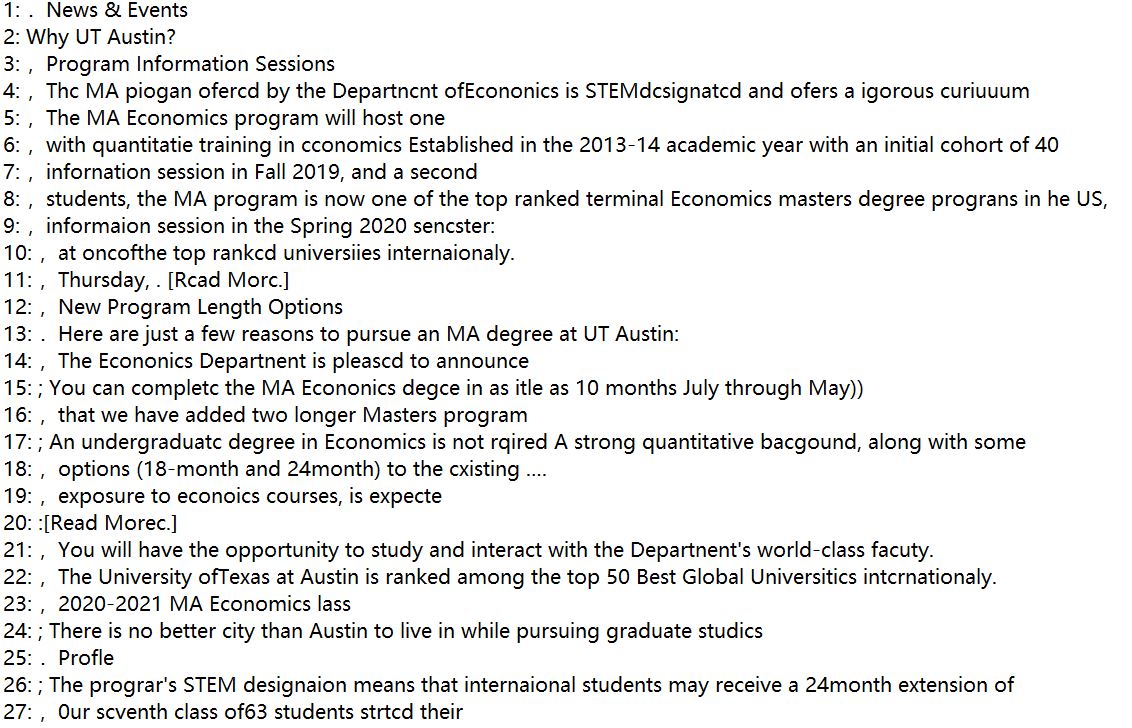 1: .  News & Events
2: Why UT Austin?
3: ,  Program Information Sessions
4: ,  Thc MA piogan ofercd by the Departncnt ofEcononics is STEMdcsignatcd and ofers a igorous curiuuum
5: ,  The MA Economics program will host one
6: ,  with quantitatie training in cconomics Established in the 2013-14 academic year with an initial cohort of 40
7: ,  infornation session in Fall 2019, and a second
8: ,  students, the MA program is now one of the top ranked terminal Economics masters degree prograns in he US,
9: ,  informaion session in the Spring 2020 sencster:
10: ,  at oncofthe top rankcd universiies internaionaly.
11: ,  Thursday, . [Rcad Morc.]
12: ,  New Program Length Options
13: .  Here are just a few reasons to pursue an MA degree at UT Austin:
14: ,  The Econonics Departnent is pleascd to announce
15: ; You can completc the MA Econonics degce in as itle as 10 months July through May))
16: ,  that we have added two longer Masters program
17: ; An undergraduatc degree in Economics is not rqired A strong quantitative bacgound, along with some
18: ,  options (18-month and 24month) to the cxisting ....
19: ,  exposure to econoics courses, is expecte
20: :[Read Morec.]
21: ,  You will have the opportunity to study and interact with the Departnent's world-class facuty.
22: ,  The University ofTexas at Austin is ranked among the top 50 Best Global Universitics intcrnationaly.
23: ,  2020-2021 MA Economics lass
24: ; There is no better city than Austin to live in while pursuing graduate studics
25: .  Profle
26: ; The prograr's STEM designaion means that internaional students may receive a 24month extension of
27: ,  0ur scventh class of63 students strtcd their